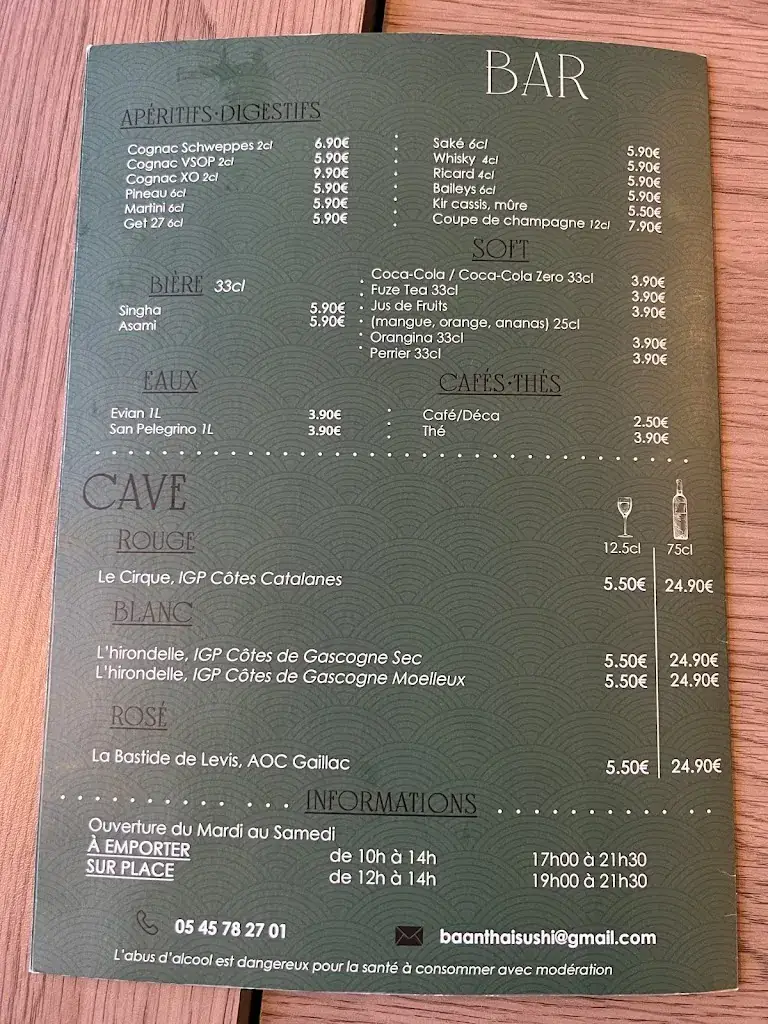 BAR
APÉRITIFS·DIGESTIFS
Cognac Schweppes 2cl 6.90€
Cognac VSOP 2cl 5.90€
Cognac XO 2cl 9.90€
Pineau 6cl 5.90€
Martini 6cl 5.90€
Get 27 6cl 5.90€
Saké 6cl 5.90€
Whisky 4cl 5.90€
Ricard 4cl 5.90€
Baileys 6cl 5.90€
Kir cassis, mûre 5.50€
Coupe de champagne 12cl 7.90€
BIÈRE 33cl
Singha 5.90€
Asami 5.90€
SOFT
Coca-Cola / Coca-Cola Zero 33cl 3.90€
Fuze Tea 33cl 3.90€
Jus de Fruits 3.90€
(mangue, orange, ananas) 25cl
Orangina 33cl 3.90€
Perrier 33cl 3.90€
EAUX
Evian 1L 3.90€
San Pelegrino 1L 3.90€
CAFÉS·THÉS
Café/Déca 2.50€
Thé 3.90€
CAVE
12.5cl 75cl
ROUGE
Le Cirque, IGP Côtes Catalanes 5.50€ 24.90€
BLANC
L'hirondelle, IGP Côtes de Gascogne Sec 5.50€ 24.90€
L'hirondelle, IGP Côtes de Gascogne Moelleux 5.50€ 24.90€
ROSÉ
La Bastide de Levis, AOC Gaillac 5.50€ 24.90€
INFORMATIONS
Ouverture du Mardi au Samedi
À EMPORTER de 10h à 14h 17h00 à 21h30
SUR PLACE de 12h à 14h 19h00 à 21h30
05 45 78 27 01 baanthaisushi@gmail.com
L'abus d'alcool est dangereux pour la santé à consommer avec modération